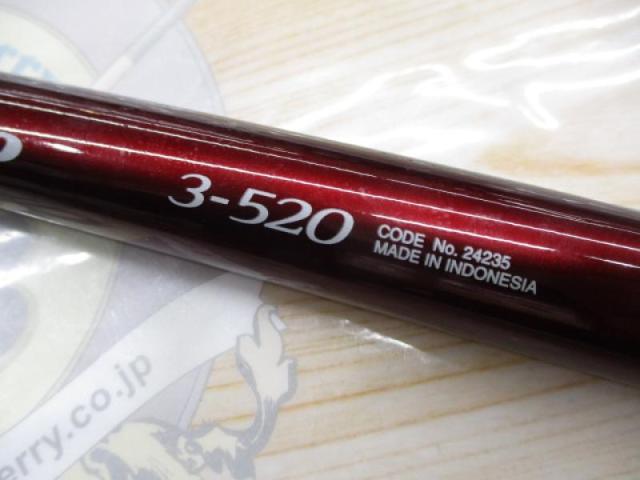 3-520
CODE No. 24235
MADE IN INDONESIA
erry.co.jp